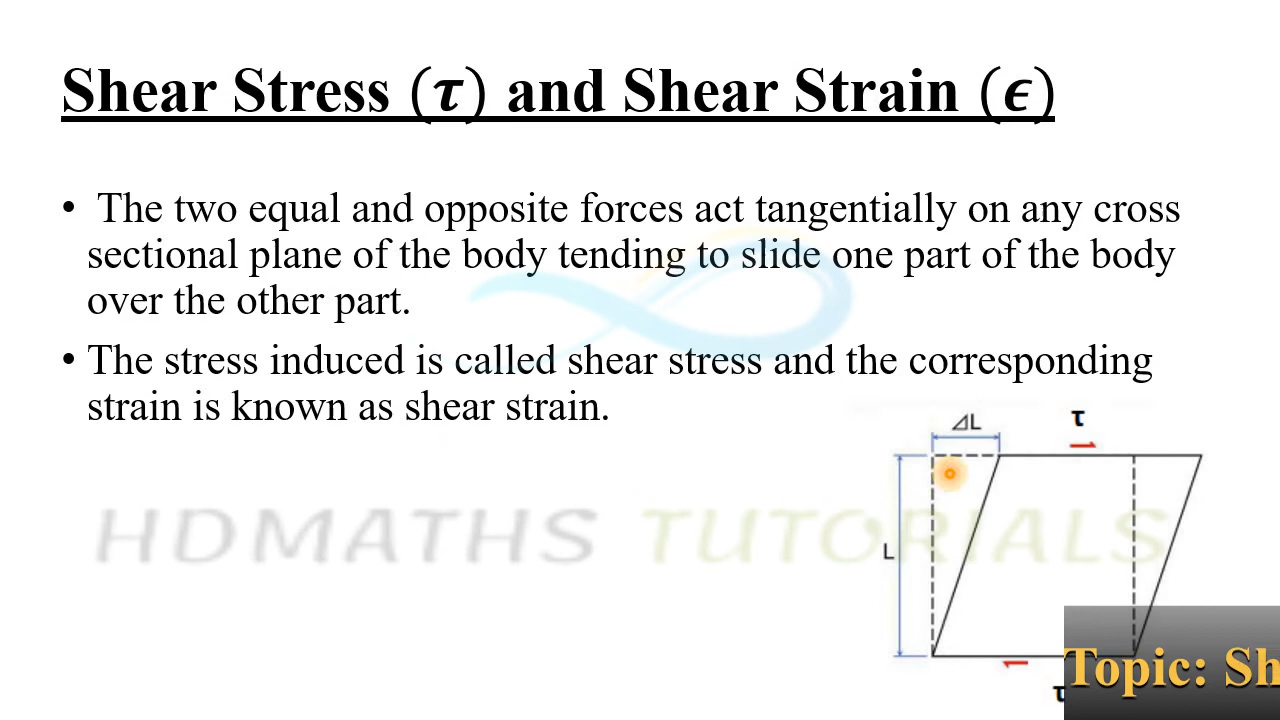 Shear Stress (τ) and Shear Strain (ϵ)
• The two equal and opposite forces act tangentially on any cross
sectional plane of the body tending to slide one part of the body
over the other part.
• The stress induced is called shear stress and the corresponding
strain is known as shear strain.
⊿L
τ
HDMATHS TUTORIALS
L
Topic: Sh
τ